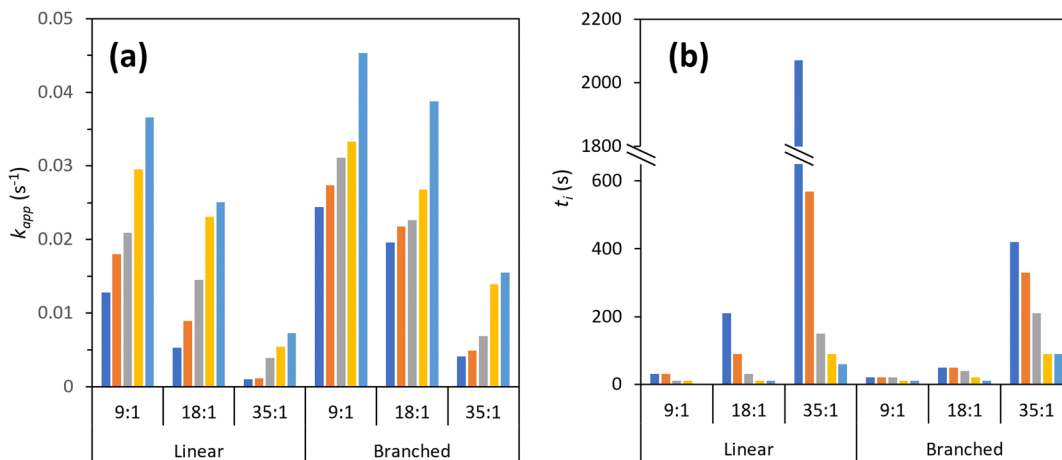 (a)
0.05
0.04
0.03
0.02
0.01
0
k_app (s⁻¹)
9:1 18:1 35:1 9:1 18:1 35:1
Linear Branched
(b)
2200
2000
1800
600
400
200
0
t_i (s)
9:1 18:1 35:1 9:1 18:1 35:1
Linear Branched